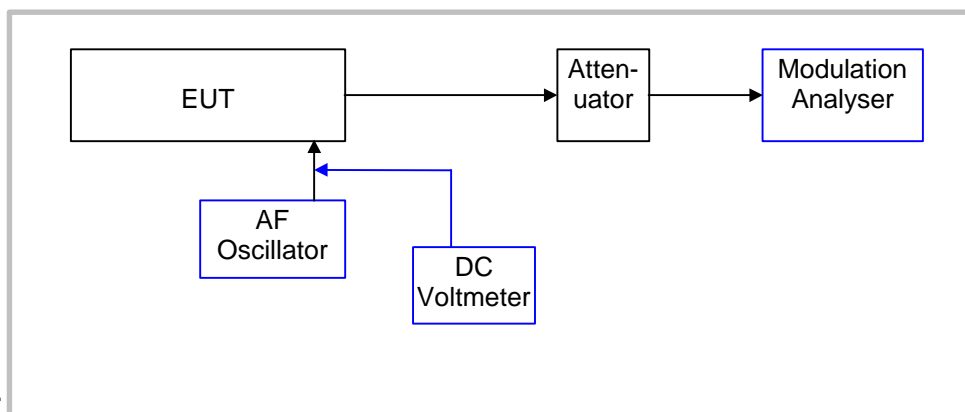 EUT
Atten-
uator
Modulation
Analyser
AF
Oscillator
DC
Voltmeter